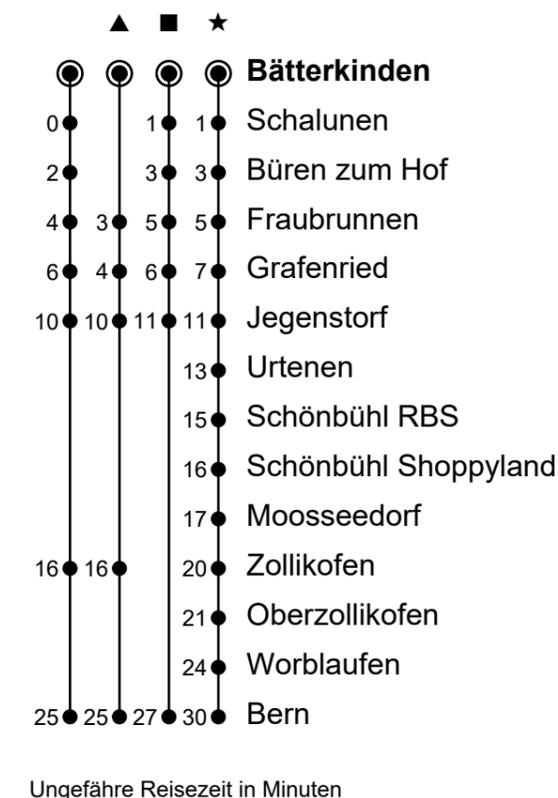 ▲ ■ ★
Bätterkinden
0 1 1 Schalunen
2 3 3 Büren zum Hof
4 3 5 5 Fraubrunnen
6 4 6 7 Grafenried
10 10 11 11 Jegenstorf
13 Urtenen
15 Schönbühl RBS
16 Schönbühl Shoppyland
17 Moosseedorf
16 16 20 Zollikofen
21 Oberzollikofen
24 Worblaufen
25 25 27 30 Bern
Ungefähre Reisezeit in Minuten